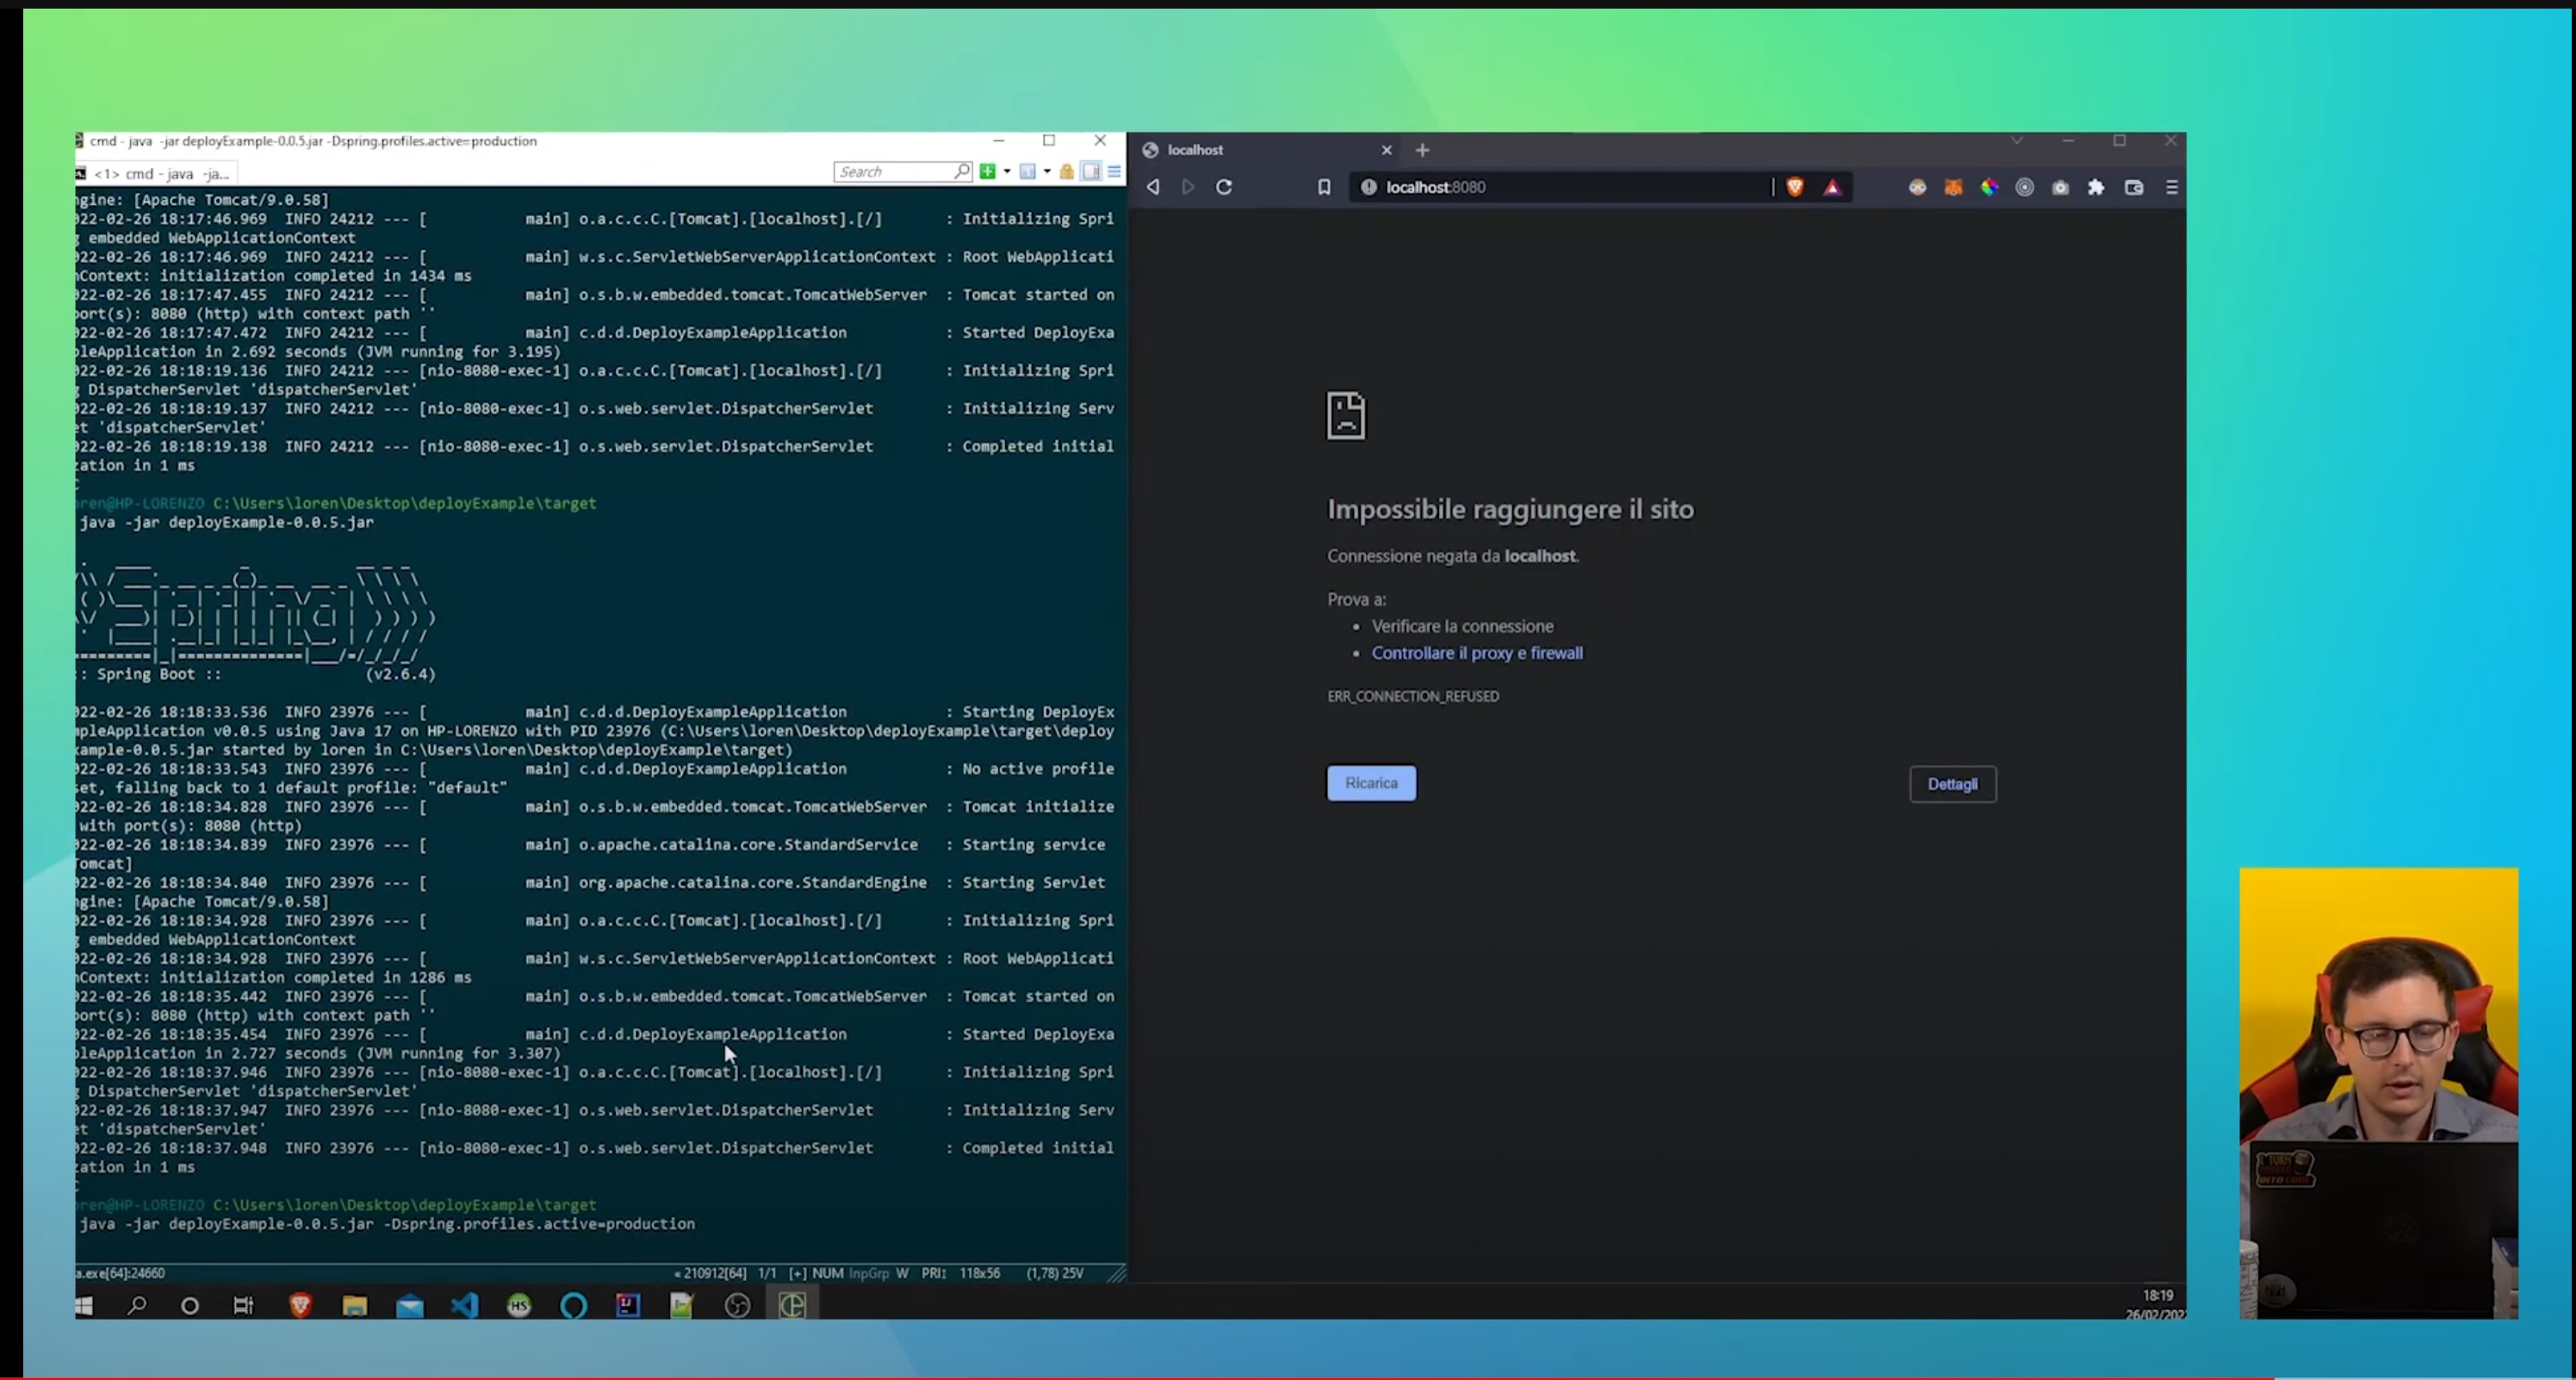 cmd - java -jar deployExample-0.0.5.jar -Dspring.profiles.active=production
<1> cmd - java -ja...
Search
ngine: [Apache Tomcat/9.0.58]
022-02-26 18:17:46.969 INFO 24212 --- [ main] o.a.c.c.C.[Tomcat].[localhost].[/] : Initializing Spri
g embedded WebApplicationContext
022-02-26 18:17:46.969 INFO 24212 --- [ main] w.s.c.ServletWebServerApplicationContext : Root WebApplicati
nContext: initialization completed in 1434 ms
022-02-26 18:17:47.455 INFO 24212 --- [ main] o.s.b.w.embedded.tomcat.TomcatWebServer : Tomcat started on
port(s): 8080 (http) with context path ''
022-02-26 18:17:47.472 INFO 24212 --- [ main] c.d.d.DeployExampleApplication : Started DeployExa
pleApplication in 2.692 seconds (JVM running for 3.195)
022-02-26 18:18:19.136 INFO 24212 --- [nio-8080-exec-1] o.a.c.c.C.[Tomcat].[localhost].[/] : Initializing Spri
g DispatcherServlet 'dispatcherServlet'
022-02-26 18:18:19.137 INFO 24212 --- [nio-8080-exec-1] o.s.web.servlet.DispatcherServlet : Initializing Serv
et 'dispatcherServlet'
022-02-26 18:18:19.138 INFO 24212 --- [nio-8080-exec-1] o.s.web.servlet.DispatcherServlet : Completed initial
zation in 1 ms
C
oren@HP-LORENZO C:\Users\loren\Desktop\deployExample\target
java -jar deployExample-0.0.5.jar
Spring
:: Spring Boot :: (v2.6.4)
022-02-26 18:18:33.536 INFO 23976 --- [ main] c.d.d.DeployExampleApplication : Starting DeployEx
mpleApplication v0.0.5 using Java 17 on HP-LORENZO with PID 23976 (C:\Users\loren\Desktop\deployExample\target\deploy
xample-0.0.5.jar started by loren in C:\Users\loren\Desktop\deployExample\target)
022-02-26 18:18:33.543 INFO 23976 --- [ main] c.d.d.DeployExampleApplication : No active profile
set, falling back to 1 default profile: "default"
022-02-26 18:18:34.828 INFO 23976 --- [ main] o.s.b.w.embedded.tomcat.TomcatWebServer : Tomcat initialize
with port(s): 8080 (http)
022-02-26 18:18:34.839 INFO 23976 --- [ main] o.apache.catalina.core.StandardService : Starting service
Tomcat]
022-02-26 18:18:34.840 INFO 23976 --- [ main] org.apache.catalina.core.StandardEngine : Starting Servlet
ngine: [Apache Tomcat/9.0.58]
022-02-26 18:18:34.928 INFO 23976 --- [ main] o.a.c.c.C.[Tomcat].[localhost].[/] : Initializing Spri
g embedded WebApplicationContext
022-02-26 18:18:34.928 INFO 23976 --- [ main] w.s.c.ServletWebServerApplicationContext : Root WebApplicati
nContext: initialization completed in 1286 ms
022-02-26 18:18:35.442 INFO 23976 --- [ main] o.s.b.w.embedded.tomcat.TomcatWebServer : Tomcat started on
port(s): 8080 (http) with context path ''
022-02-26 18:18:35.454 INFO 23976 --- [ main] c.d.d.DeployExampleApplication : Started DeployExa
pleApplication in 2.727 seconds (JVM running for 3.307)
022-02-26 18:18:37.946 INFO 23976 --- [nio-8080-exec-1] o.a.c.c.C.[Tomcat].[localhost].[/] : Initializing Spri
g DispatcherServlet 'dispatcherServlet'
022-02-26 18:18:37.947 INFO 23976 --- [nio-8080-exec-1] o.s.web.servlet.DispatcherServlet : Initializing Serv
et 'dispatcherServlet'
022-02-26 18:18:37.948 INFO 23976 --- [nio-8080-exec-1] o.s.web.servlet.DispatcherServlet : Completed initial
zation in 1 ms
C
oren@HP-LORENZO C:\Users\loren\Desktop\deployExample\target
java -jar deployExample-0.0.5.jar -Dspring.profiles.active=production
a.exe[64]:24660 «210912[64] 1/1 [+] NUM InpGrp W PRI: 118x56 (1,78) 25V
localhost
localhost:8080
Impossibile raggiungere il sito
Connessione negata da localhost.
Prova a:
• Verificare la connessione
• Controllare il proxy e firewall
ERR_CONNECTION_REFUSED
Ricarica
Dettagli
HS
18:19
26/02/202
I TURN
INTO CODE